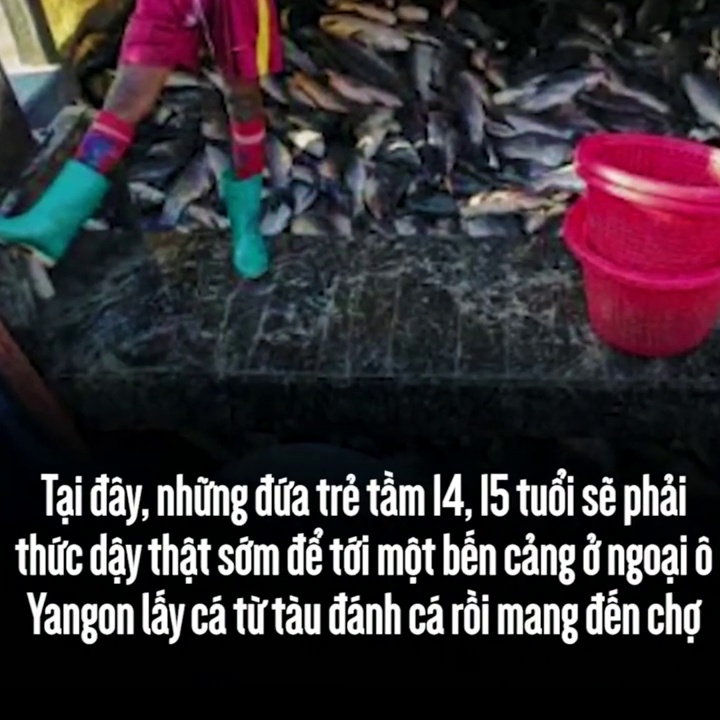 Tại đây, những đứa trẻ tầm 14, 15 tuổi sẽ phải
thức dậy thật sớm để tới một bến cảng ở ngoại ô
Yangon lấy cá từ tàu đánh cá rồi mang đến chợ